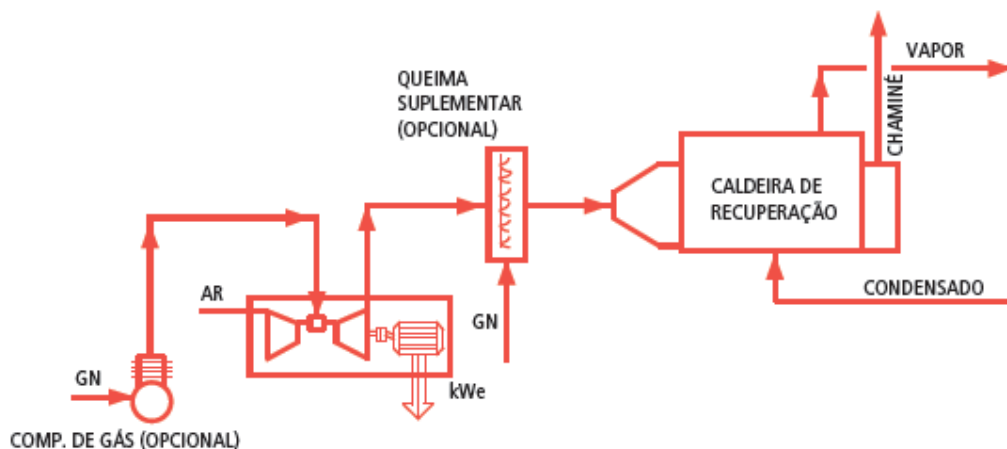 VAPOR
CHAMINÉ
QUEIMA
SUPLEMENTAR
(OPCIONAL)
CALDEIRA DE
RECUPERAÇÃO
CONDENSADO
AR
GN
kWe
GN
COMP. DE GÁS (OPCIONAL)